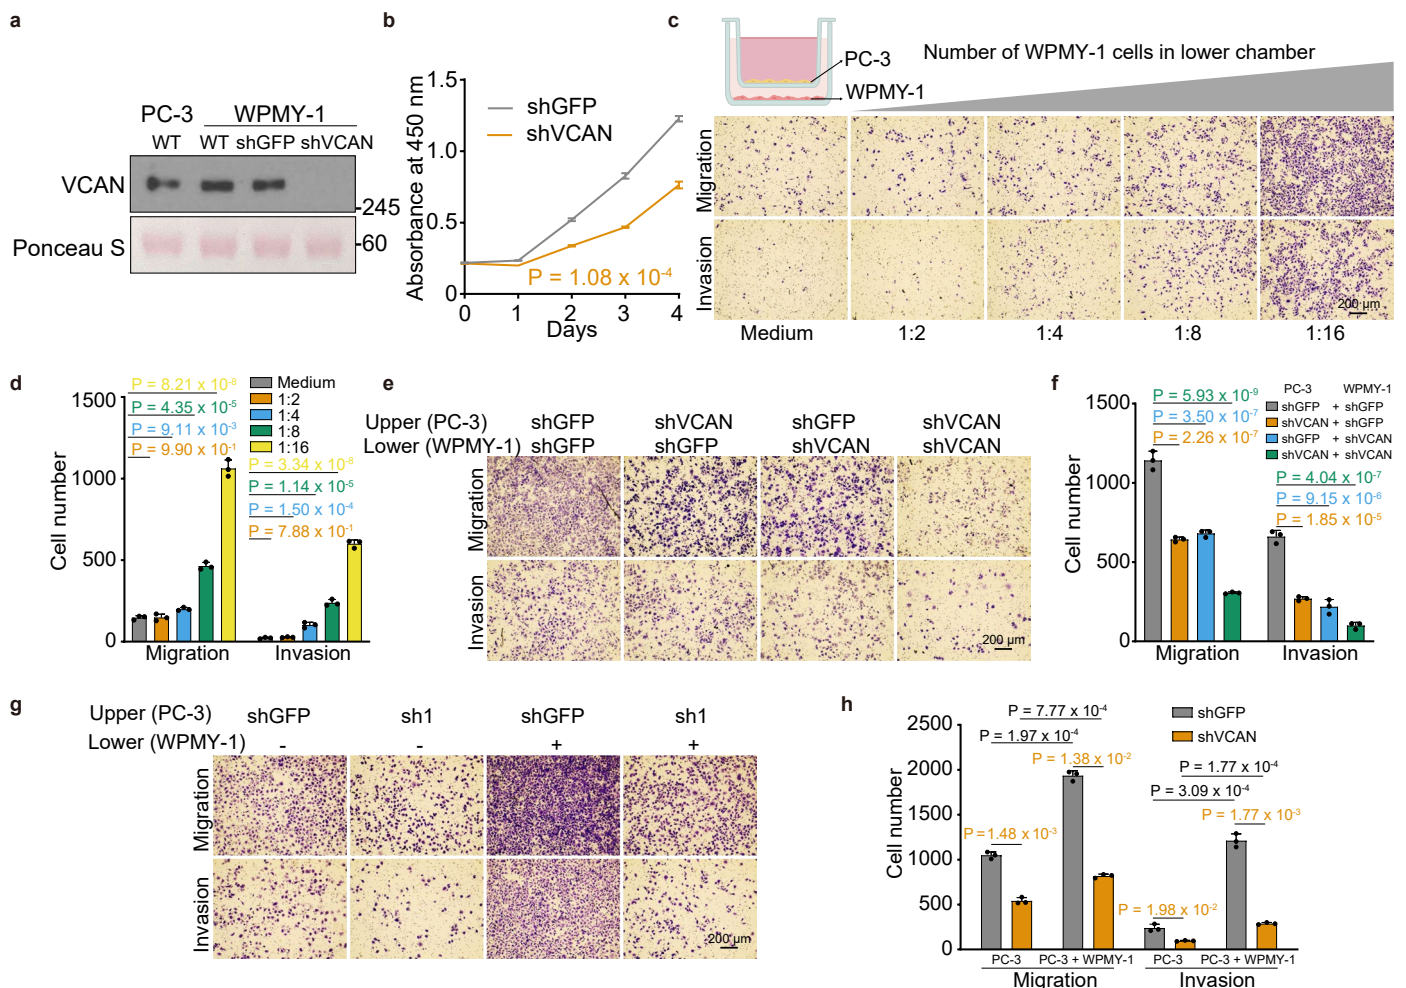 a
PC-3 WPMY-1
WT WT shGFP shVCAN
VCAN
-245
Ponceau S
-60
b
Absorbance at 450 nm
1.5
1.0
0.5
0
shGFP
shVCAN
P = 1.08 x 10-4
0 1 2 3 4
Days
c
PC-3
WPMY-1
Number of WPMY-1 cells in lower chamber
Migration
Invasion
200 µm
Medium 1:2 1:4 1:8 1:16
d
Cell number
1500
1000
500
0
P = 8.21 x 10-8
P = 4.35 x 10-5
P = 9.11 x 10-3
P = 9.90 x 10-1
Medium
1:2
1:4
1:8
1:16
P = 3.34 x 10-8
P = 1.14 x 10-5
P = 1.50 x 10-4
P = 7.88 x 10-1
Migration Invasion
e
Upper (PC-3) shGFP shVCAN shGFP shVCAN
Lower (WPMY-1) shGFP shGFP shVCAN shVCAN
Migration
Invasion
200 µm
f
Cell number
1500
1000
500
0
P = 5.93 x 10-9
P = 3.50 x 10-7
P = 2.26 x 10-7
PC-3 WPMY-1
shGFP + shGFP
shVCAN + shGFP
shGFP + shVCAN
shVCAN + shVCAN
P = 4.04 x 10-7
P = 9.15 x 10-6
P = 1.85 x 10-5
Migration Invasion
g
Upper (PC-3) shGFP sh1 shGFP sh1
Lower (WPMY-1) - - + +
Migration
Invasion
200 µm
h
Cell number
2500
2000
1500
1000
500
0
shGFP
shVCAN
P = 7.77 x 10-4
P = 1.97 x 10-4
P = 1.38 x 10-2
P = 1.48 x 10-3
P = 1.77 x 10-4
P = 3.09 x 10-4
P = 1.77 x 10-3
P = 1.98 x 10-2
PC-3 PC-3 + WPMY-1 PC-3 PC-3 + WPMY-1
Migration Invasion